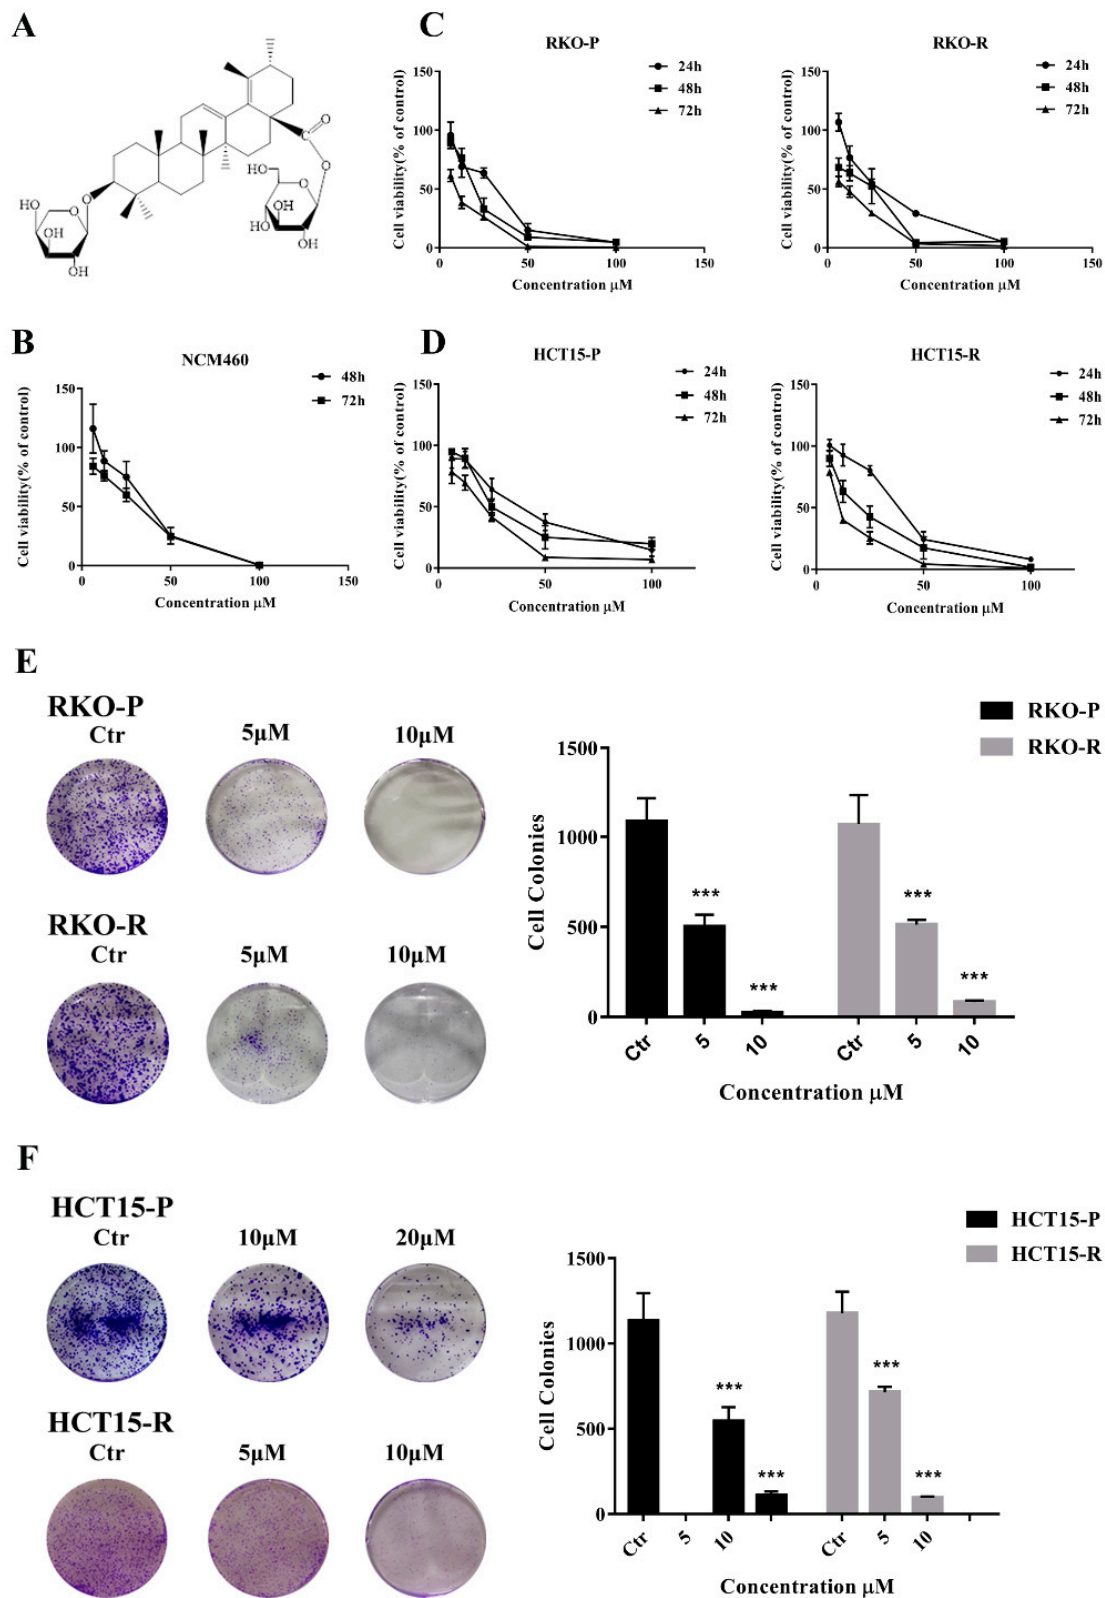 A
O
C
O
O
HO
HO
OH
HO
OH
O
O
HO
OH
OH
C
RKO-P
24h
48h
72h
150
100
50
0
0
50
100
150
Cell viability(% of control)
Concentration μM
RKO-R
24h
48h
72h
150
100
50
0
0
50
100
150
Cell viability(% of control)
Concentration μM
B
NCM460
48h
72h
150
100
50
0
0
50
100
150
Cell viability(% of control)
Concentration μM
D
HCT15-P
24h
48h
72h
150
100
50
0
0
50
100
Cell viability(% of control)
Concentration μM
HCT15-R
24h
48h
72h
150
100
50
0
0
50
100
Cell viability(% of control)
Concentration μM
E
RKO-P
Ctr
5μM
10μM
RKO-R
Ctr
5μM
10μM
RKO-P
RKO-R
1500
1000
500
0
Cell Colonies
***
***
***
***
Ctr
5
10
Ctr
5
10
Concentration μM
F
HCT15-P
Ctr
10μM
20μM
HCT15-R
Ctr
5μM
10μM
HCT15-P
HCT15-R
1500
1000
500
0
Cell Colonies
***
***
***
***
Ctr
5
10
Ctr
5
10
Concentration μM